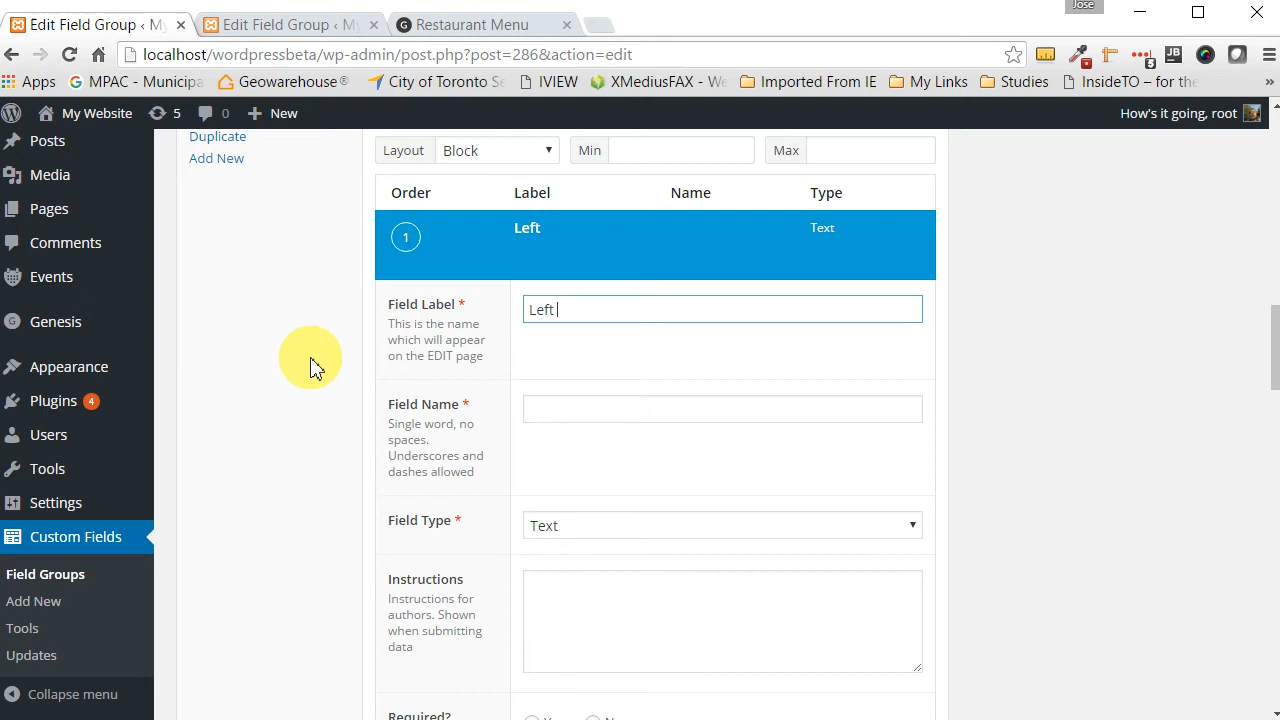 Jose
Edit Field Group ‹ My
Edit Field Group ‹ My
Restaurant Menu
localhost/wordpressbeta/wp-admin/post.php?post=286&action=edit
Apps
MPAC - Municipa
Geowarehouse®
City of Toronto Se
IVIEW
XMediusFAX - We
Imported From IE
My Links
Studies
InsideTO – for the
»
My Website
5
0
New
How's it going, root
Posts
Media
Pages
Comments
Events
Genesis
Appearance
Plugins 4
Users
Tools
Settings
Custom Fields
Field Groups
Add New
Tools
Updates
Collapse menu
Duplicate
Add New
Layout Block Min Max
Order Label Name Type
1 Left Text
Field Label *
This is the name
which will appear
on the EDIT page
Left
Field Name *
Single word, no
spaces.
Underscores and
dashes allowed
Field Type *
Text
Instructions
Instructions for
authors. Shown
when submitting
data
Required?